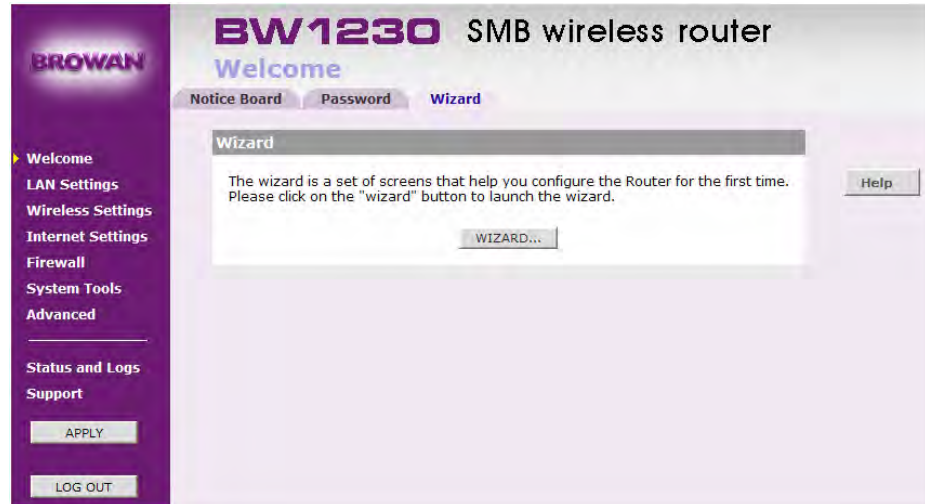 BROWAN
BW1230 SMB wireless router
Welcome
Notice Board Password Wizard
Welcome
LAN Settings
Wireless Settings
Internet Settings
Firewall
System Tools
Advanced
Status and Logs
Support
APPLY
LOG OUT
Wizard
The wizard is a set of screens that help you configure the Router for the first time.
Please click on the "wizard" button to launch the wizard.
WIZARD...
Help